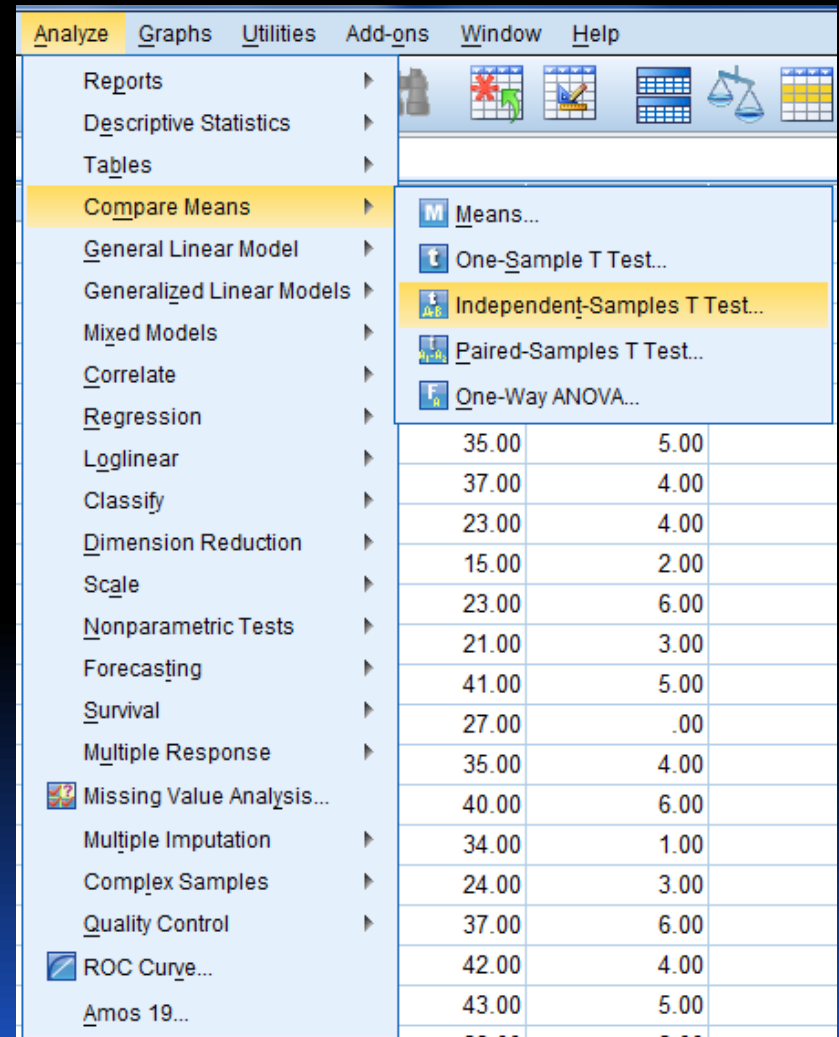 Analyze Graphs Utilities Add-ons Window Help
Reports
Descriptive Statistics
Tables
Compare Means
General Linear Model
Generalized Linear Models
Mixed Models
Correlate
Regression
Loglinear
Classify
Dimension Reduction
Scale
Nonparametric Tests
Forecasting
Survival
Multiple Response
Missing Value Analysis...
Multiple Imputation
Complex Samples
Quality Control
ROC Curve...
Amos 19...
M Means...
t One-Sample T Test...
Independent-Samples T Test...
Paired-Samples T Test...
One-Way ANOVA...
35.00 5.00
37.00 4.00
23.00 4.00
15.00 2.00
23.00 6.00
21.00 3.00
41.00 5.00
27.00 .00
35.00 4.00
40.00 6.00
34.00 1.00
24.00 3.00
37.00 6.00
42.00 4.00
43.00 5.00